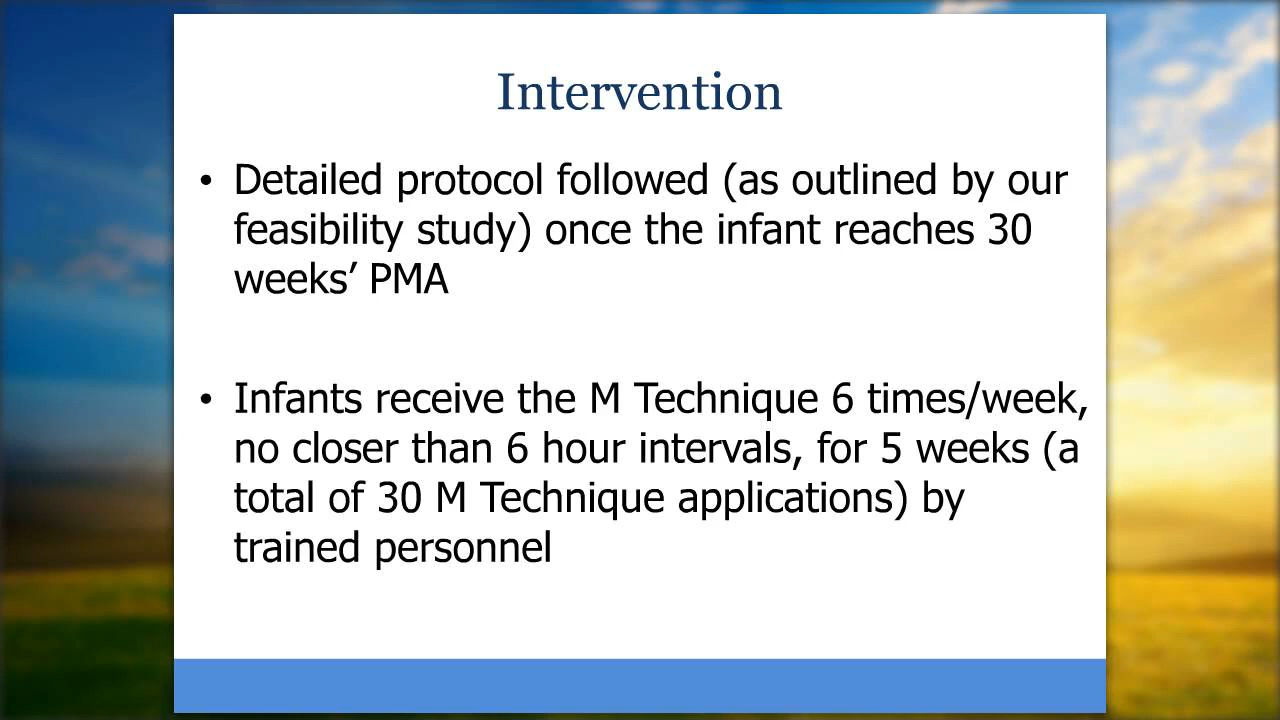 Intervention
• Detailed protocol followed (as outlined by our
feasibility study) once the infant reaches 30
weeks’ PMA
• Infants receive the M Technique 6 times/week,
no closer than 6 hour intervals, for 5 weeks (a
total of 30 M Technique applications) by
trained personnel